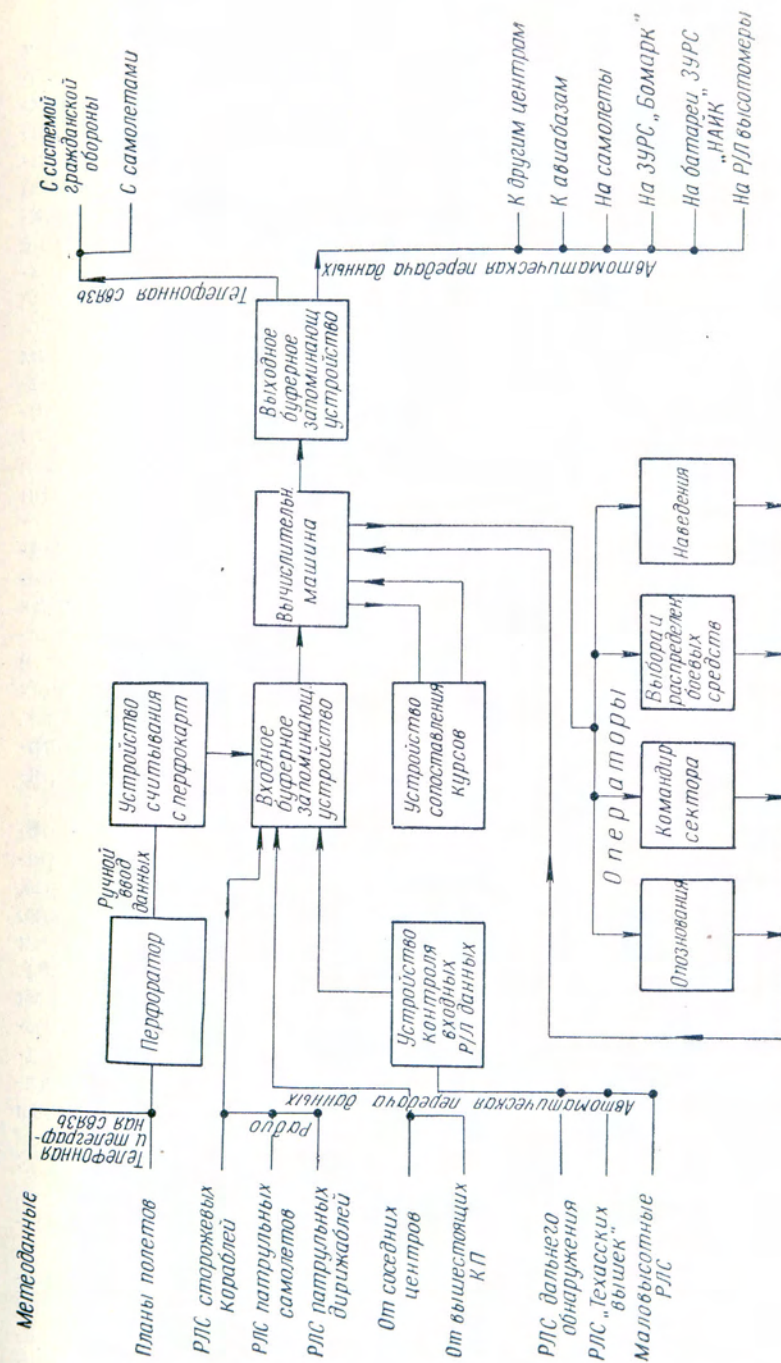 Метеоданные
Телефонная
и телеграф-
ная связь
Планы полетов
РЛС сторожевых
кораблей
РЛС патрульных
самолетов
РЛС патрульных
дирижаблей
Радио
От соседних
центров
От вышестоящих
КП
РЛС дальнего
обнаружения
РЛС „Техасских
вышек"
Маловысотные
РЛС
Автоматическая передача данных
Перфоратор
Ручной
ввод
данных
Устройство
считывания
с перфокарт
Устройство
контроля
входных
Р/Л данных
Входное
буферное
запоминающ.
устройство
Устройство
сопоставления
курсов
Вычислительн.
машина
Выходное
буферное
запоминающ
устройство
Телефонная связь
С системой
гражданской
обороны
С самолетами
Автоматическая передача данных
К другим центрам
К авиабазам
На самолеты
На ЗУРС „Бомарк"
На батареи ЗУРС
„НАЙК"
На Р/Л высотомеры
Операторы
Опознования
Командир
сектора
Выбора и
распределен
боевых
средств
Наведения